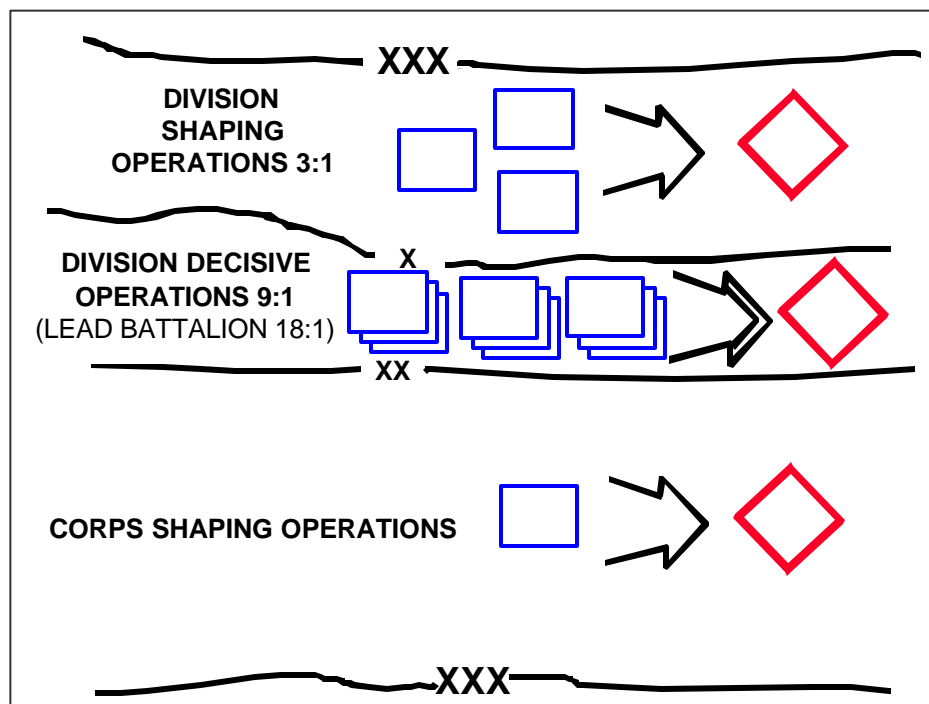 XXX
DIVISION
SHAPING
OPERATIONS 3:1
X
DIVISION DECISIVE
OPERATIONS 9:1
(LEAD BATTALION 18:1)
XX
CORPS SHAPING OPERATIONS
XXX